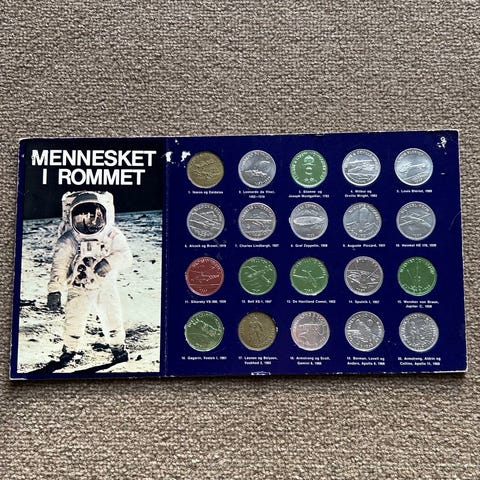 MENNESKET
I ROMMET
1. Ikaros og Daidalos
2. Leonardo da Vinci,
1452–1519
3. Etienne og
Joseph Montgolfier, 1783
4. Wilbur og
Orville Wright, 1903
5. Louis Blériot, 1909
6. Alcock og Brown, 1919
7. Charles Lindbergh, 1927
8. Graf Zeppelin,
9. Auguste Piccard, 1931
10. Heinkel HE 178, 1939
11. Sikorsky VS-300, 1939
12. Bell XS-1, 1947
13. De Havilland Comet, 1952
14. Sputnik I, 1957
15. Wernher von Braun,
Jupiter C, 1958
16. Gagarin, Vostok I, 1961
17. Leonov og Belyaev,
Voskhod 2, 1965
18. Armstrong og Scott,
Gemini 8, 1966
19. Borman, Lovell og
Anders, Apollo 8, 1968
20. Armstrong, Aldrin og
Collins, Apollo 11, 1969